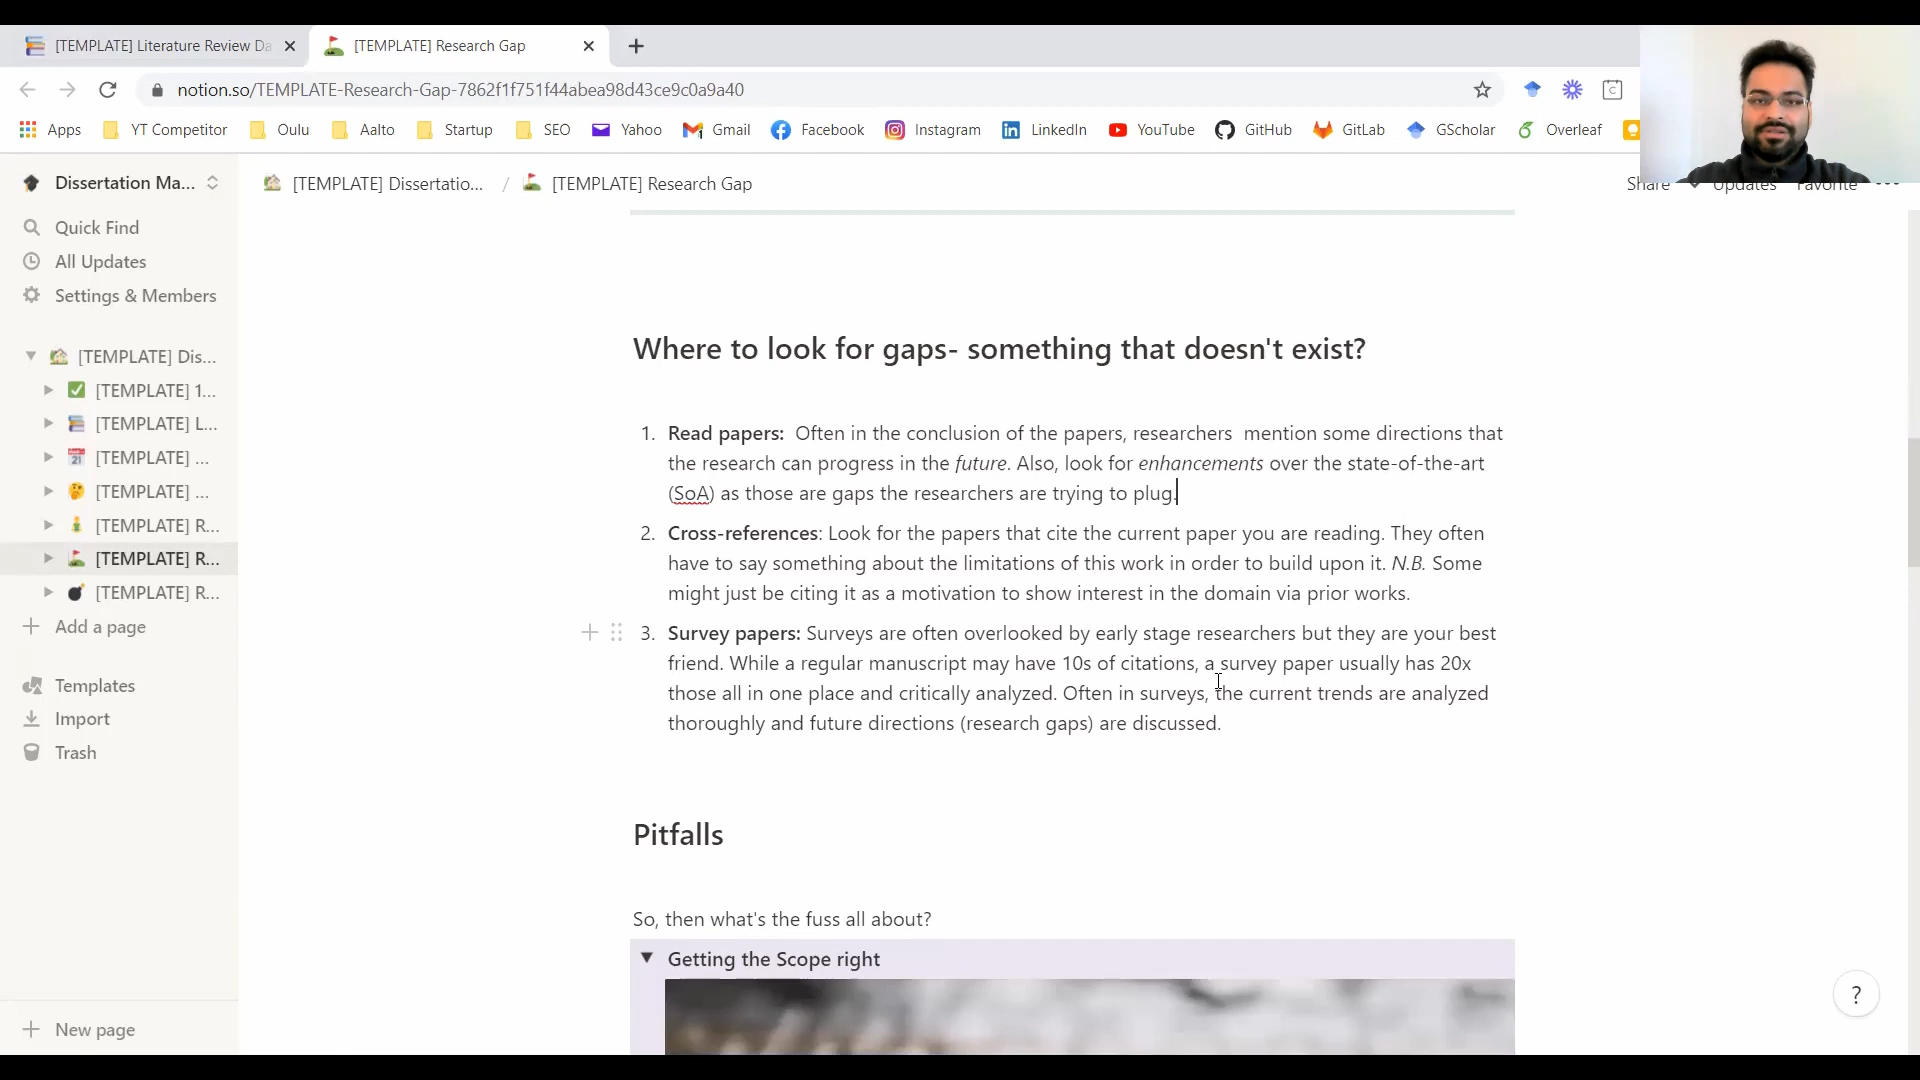 [TEMPLATE] Literature Review Da
[TEMPLATE] Research Gap
notion.so/TEMPLATE-Research-Gap-7862f1f751f44abea98d43ce9c0a9a40
Apps YT Competitor Oulu Aalto Startup SEO Yahoo Gmail Facebook Instagram LinkedIn YouTube GitHub GitLab GScholar Overleaf
Dissertation Ma...
[TEMPLATE] Dissertatio... / [TEMPLATE] Research Gap
Share Updates Favorite
Quick Find
All Updates
Settings & Members
[TEMPLATE] Dis...
[TEMPLATE] 1...
[TEMPLATE] L...
[TEMPLATE] ...
[TEMPLATE] ...
[TEMPLATE] R...
[TEMPLATE] R...
[TEMPLATE] R...
Add a page
Templates
Import
Trash
New page
Where to look for gaps- something that doesn't exist?
1. Read papers: Often in the conclusion of the papers, researchers mention some directions that
the research can progress in the future. Also, look for enhancements over the state-of-the-art
(SoA) as those are gaps the researchers are trying to plug.
2. Cross-references: Look for the papers that cite the current paper you are reading. They often
have to say something about the limitations of this work in order to build upon it. N.B. Some
might just be citing it as a motivation to show interest in the domain via prior works.
3. Survey papers: Surveys are often overlooked by early stage researchers but they are your best
friend. While a regular manuscript may have 10s of citations, a survey paper usually has 20x
those all in one place and critically analyzed. Often in surveys, the current trends are analyzed
thoroughly and future directions (research gaps) are discussed.
Pitfalls
So, then what's the fuss all about?
Getting the Scope right
?